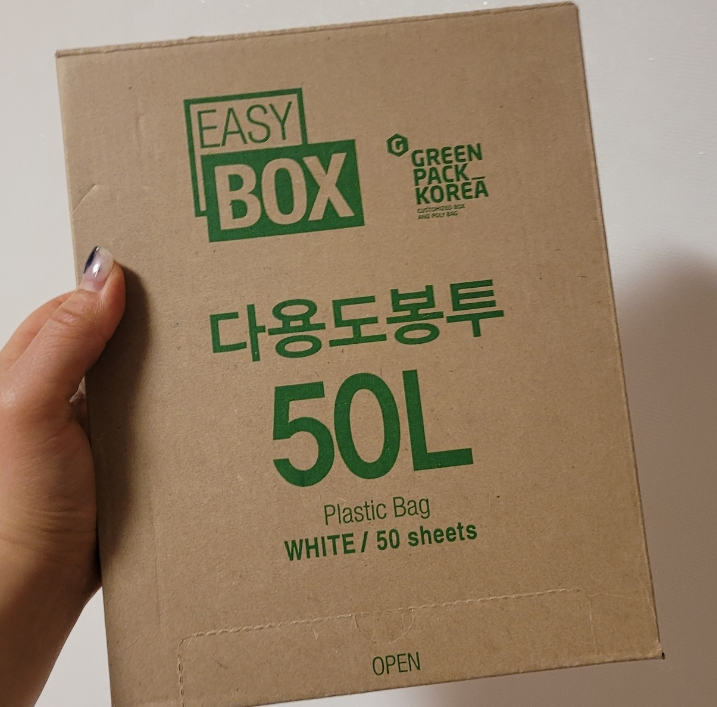 EASY
BOX
GREEN
PACK_
KOREA
CUSTOMIZED BOX
AND POLY BAG
다용도봉투
50L
Plastic Bag
WHITE / 50 sheets
OPEN